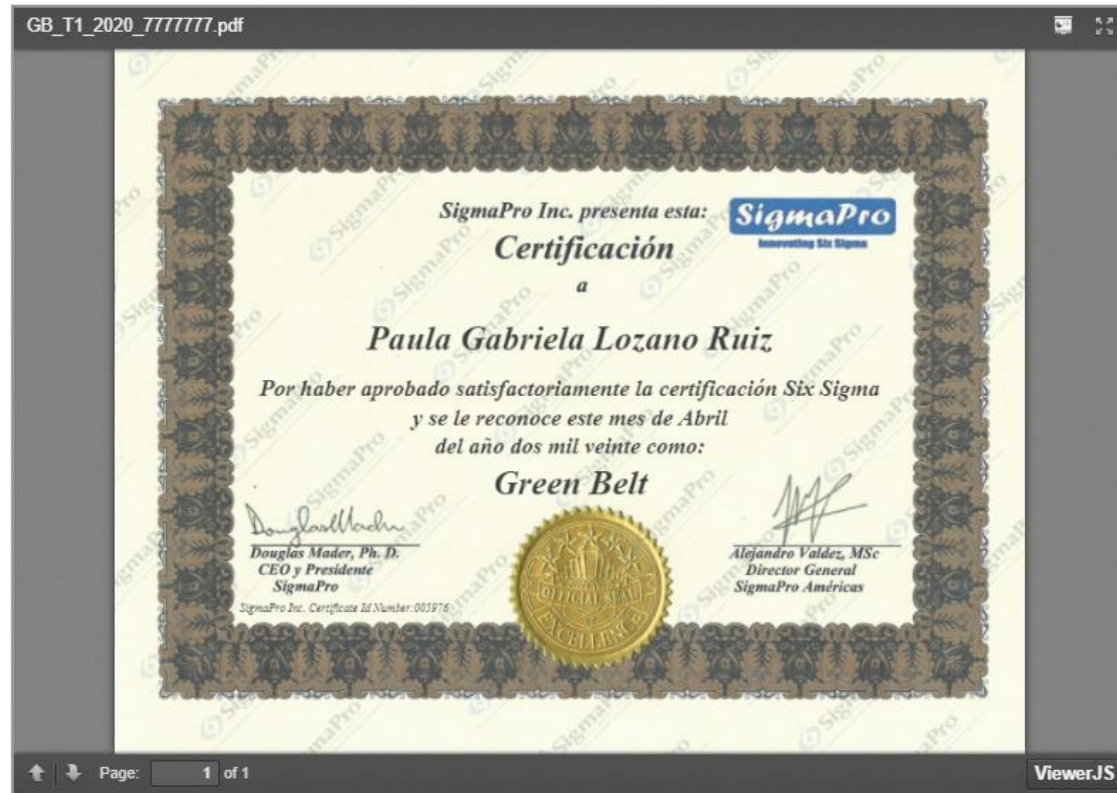 GB_T1_2020_7777777.pdf
SigmaPro Inc. presenta esta:
SigmaPro
Innovating Six Sigma
Certificación
a
Paula Gabriela Lozano Ruiz
Por haber aprobado satisfactoriamente la certificación Six Sigma
y se le reconoce este mes de Abril
del año dos mil veinte como:
Green Belt
Douglas Mader, Ph. D.
CEO y Presidente
SigmaPro
SigmaPro Inc. Certificate Id Number: 005976
Alejandro Valdez, MSc
Director General
SigmaPro Américas
OFFICIAL SEAL
OF
EXCELLENCE
Page: 1 of 1
ViewerJS